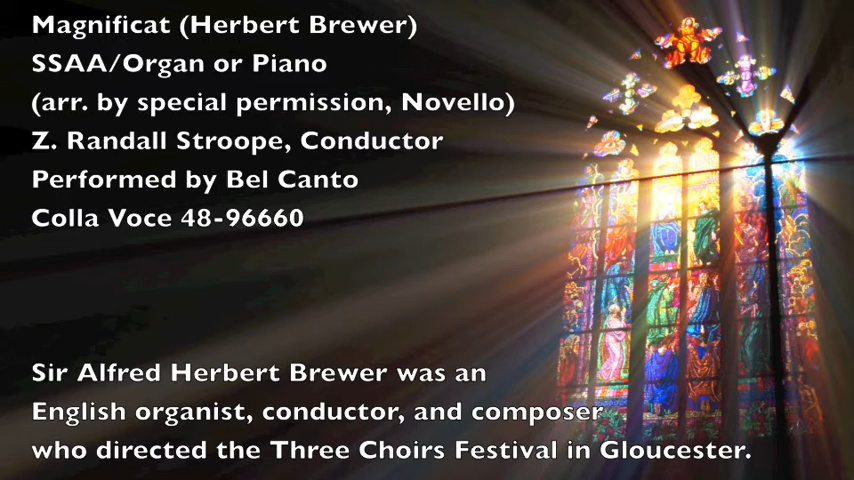 Magnificat (Herbert Brewer)
SSAA/Organ or Piano
(arr. by special permission, Novello)
Z. Randall Stroope, Conductor
Performed by Bel Canto
Colla Voce 48-96660
Sir Alfred Herbert Brewer was an
English organist, conductor, and composer
who directed the Three Choirs Festival in Gloucester.